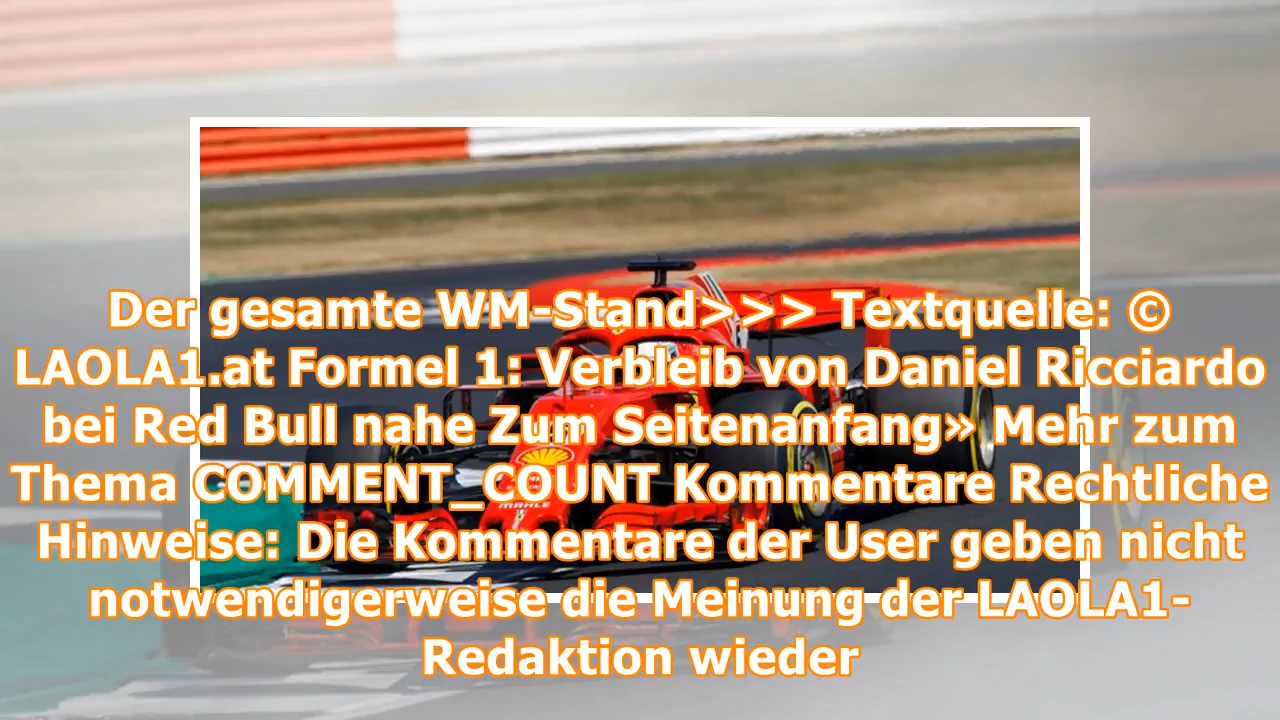 Der gesamte WM-Stand>>> Textquelle: ©
LAOLA1.at Formel 1: Verbleib von Daniel Ricciardo
bei Red Bull nahe Zum Seitenanfang» Mehr zum
Thema COMMENT_COUNT Kommentare Rechtliche
Hinweise: Die Kommentare der User geben nicht
notwendigerweise die Meinung der LAOLA1-
Redaktion wieder
MAHLE